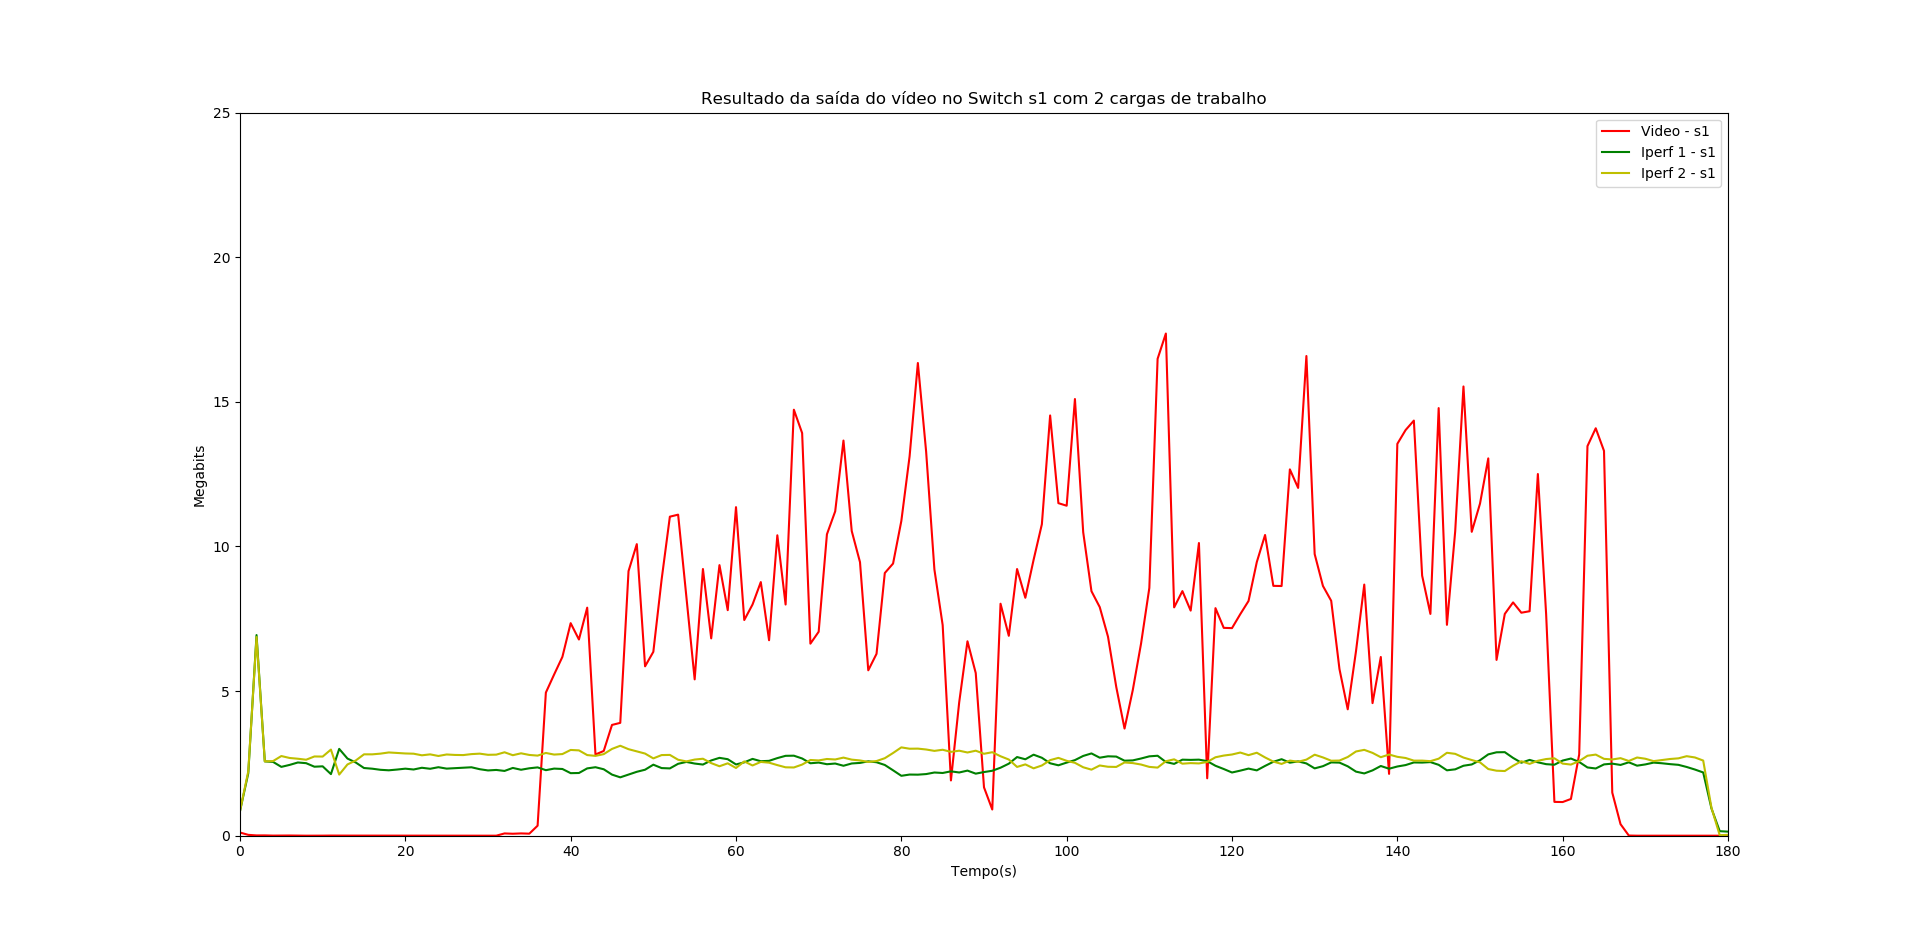 Resultado da saída do vídeo no Switch s1 com 2 cargas de trabalho
25
20
15
10
5
0
Megabits
Video - s1
Iperf 1 - s1
Iperf 2 - s1
0 20 40 60 80 100 120 140 160 180
Tempo(s)